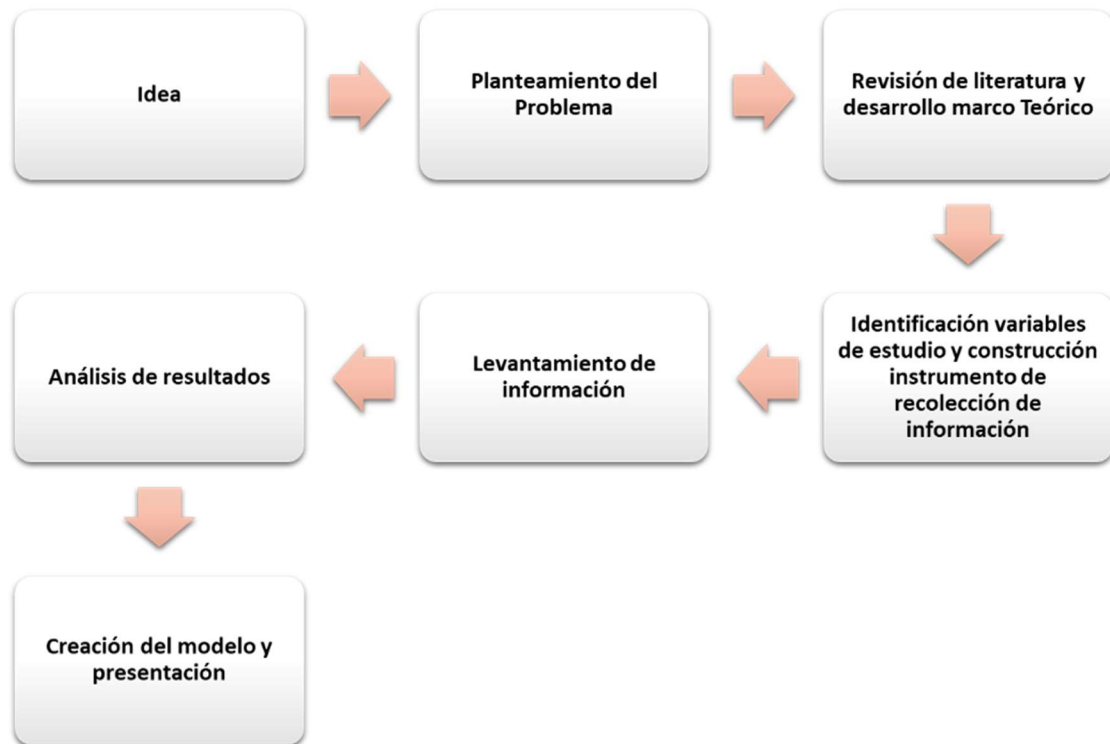 Idea
Planteamiento del
Problema
Revisión de literatura y
desarrollo marco Teórico
Identificación variables
de estudio y construcción
instrumento de
recolección de
información
Levantamiento de
información
Análisis de resultados
Creación del modelo y
presentación